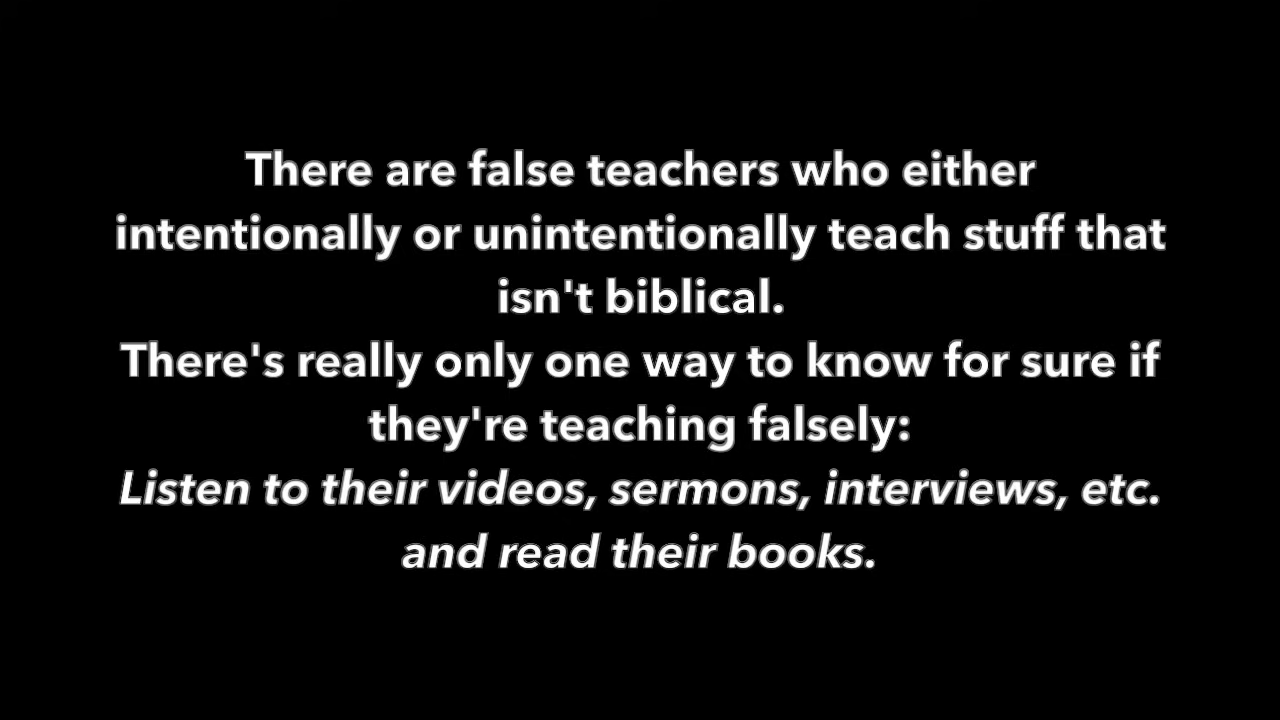 There are false teachers who either
intentionally or unintentionally teach stuff that
isn't biblical.
There's really only one way to know for sure if
they're teaching falsely:
Listen to their videos, sermons, interviews, etc.
and read their books.